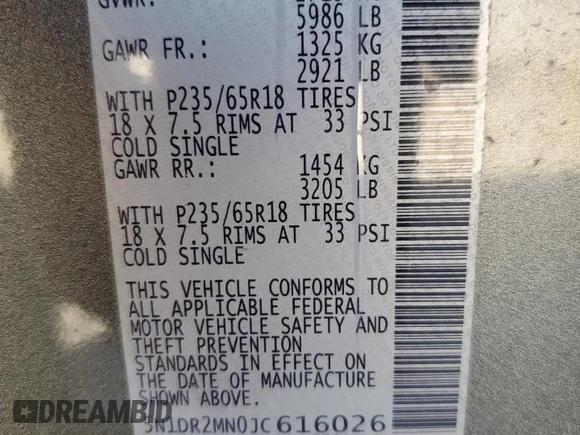 GVWR:
5986 LB
GAWR FR.: 1325 KG
2921 LB
WITH P235/65R18 TIRES
18 X 7.5 RIMS AT 33 PSI
COLD SINGLE
GAWR RR.: 1454 KG
3205 LB
WITH P235/65R18 TIRES
18 X 7.5 RIMS AT 33 PSI
COLD SINGLE
THIS VEHICLE CONFORMS TO
ALL APPLICABLE FEDERAL
MOTOR VEHICLE SAFETY AND
THEFT PREVENTION
STANDARDS IN EFFECT ON
THE DATE OF MANUFACTURE
SHOWN ABOVE.
5N1DR2MN0JC616026
DREAMBID